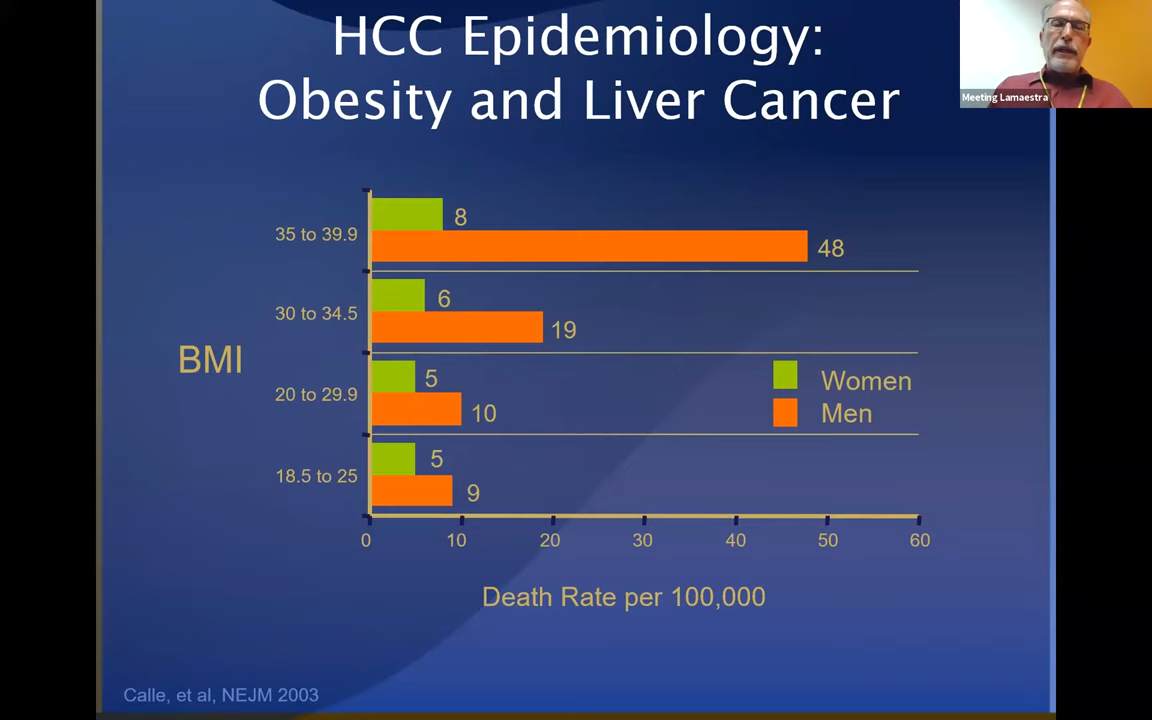 HCC Epidemiology:
Obesity and Liver Cancer
Meeting Lamaestra
35 to 39.9
8
48
30 to 34.5
6
19
BMI
20 to 29.9
5
10
Women
Men
18.5 to 25
5
9
0 10 20 30 40 50 60
Death Rate per 100,000
Calle, et al, NEJM 2003